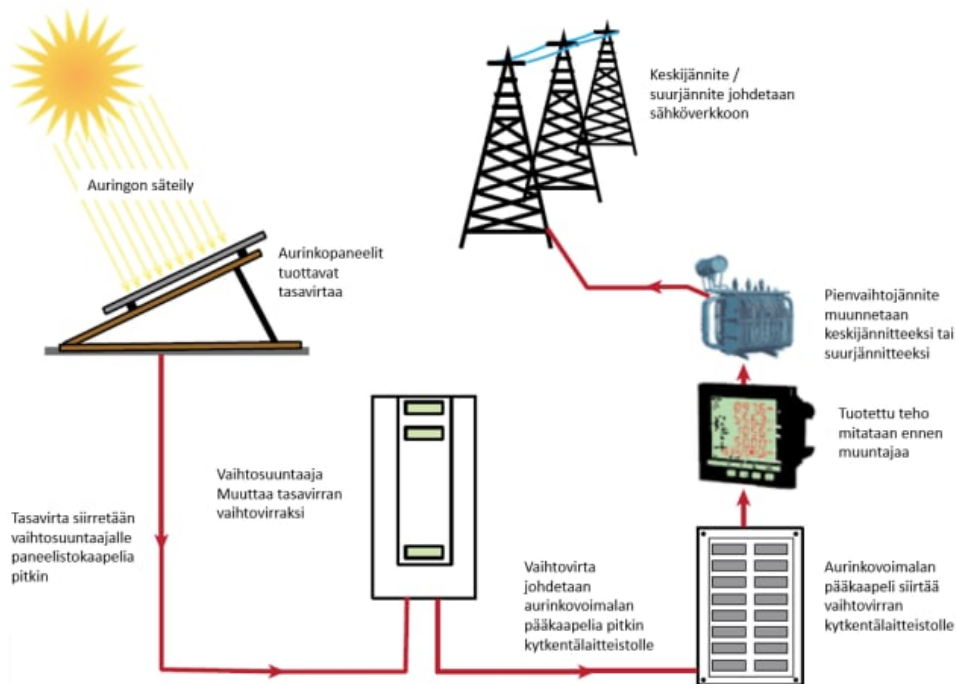 Keskijännite /
suurjännite johdetaan
sähköverkkoon
Auringon säteily
Aurinkopaneelit
tuottavat
tasavirtaa
Pienvaihtojännite
muunnetaan
keskijännitteeksi tai
suurjännitteeksi
Tuotettu teho
mitataan ennen
muuntajaa
Vaihtosuuntaaja
Muuttaa tasavirran
vaihtovirraksi
Tasavirta siirretään
vaihtosuuntaajalle
paneelistokaapelia
pitkin
Vaihtovirta
johdetaan
aurinkovoimalan
pääkaapelia pitkin
kytkentälaitteistolle
Aurinkovoimalan
pääkaapeli siirtää
vaihtovirran
kytkentälaitteistolle